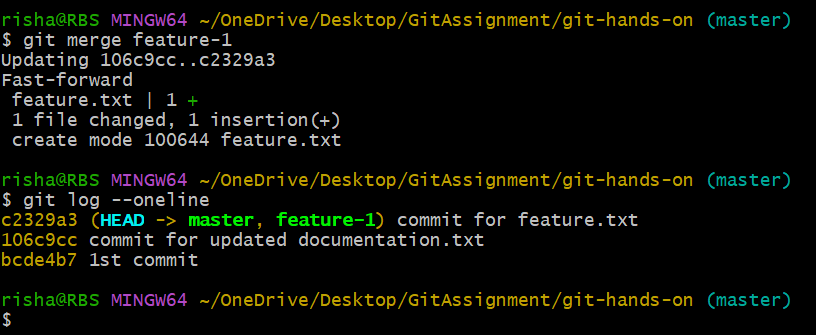 risha@RBS MINGW64 ~/OneDrive/Desktop/GitAssignment/git-hands-on (master)
$ git merge feature-1
Updating 106c9cc..c2329a3
Fast-forward
 feature.txt | 1 +
 1 file changed, 1 insertion(+)
 create mode 100644 feature.txt

risha@RBS MINGW64 ~/OneDrive/Desktop/GitAssignment/git-hands-on (master)
$ git log --oneline
c2329a3 (HEAD -> master, feature-1) commit for feature.txt
106c9cc commit for updated documentation.txt
bcde4b7 1st commit

risha@RBS MINGW64 ~/OneDrive/Desktop/GitAssignment/git-hands-on (master)
$